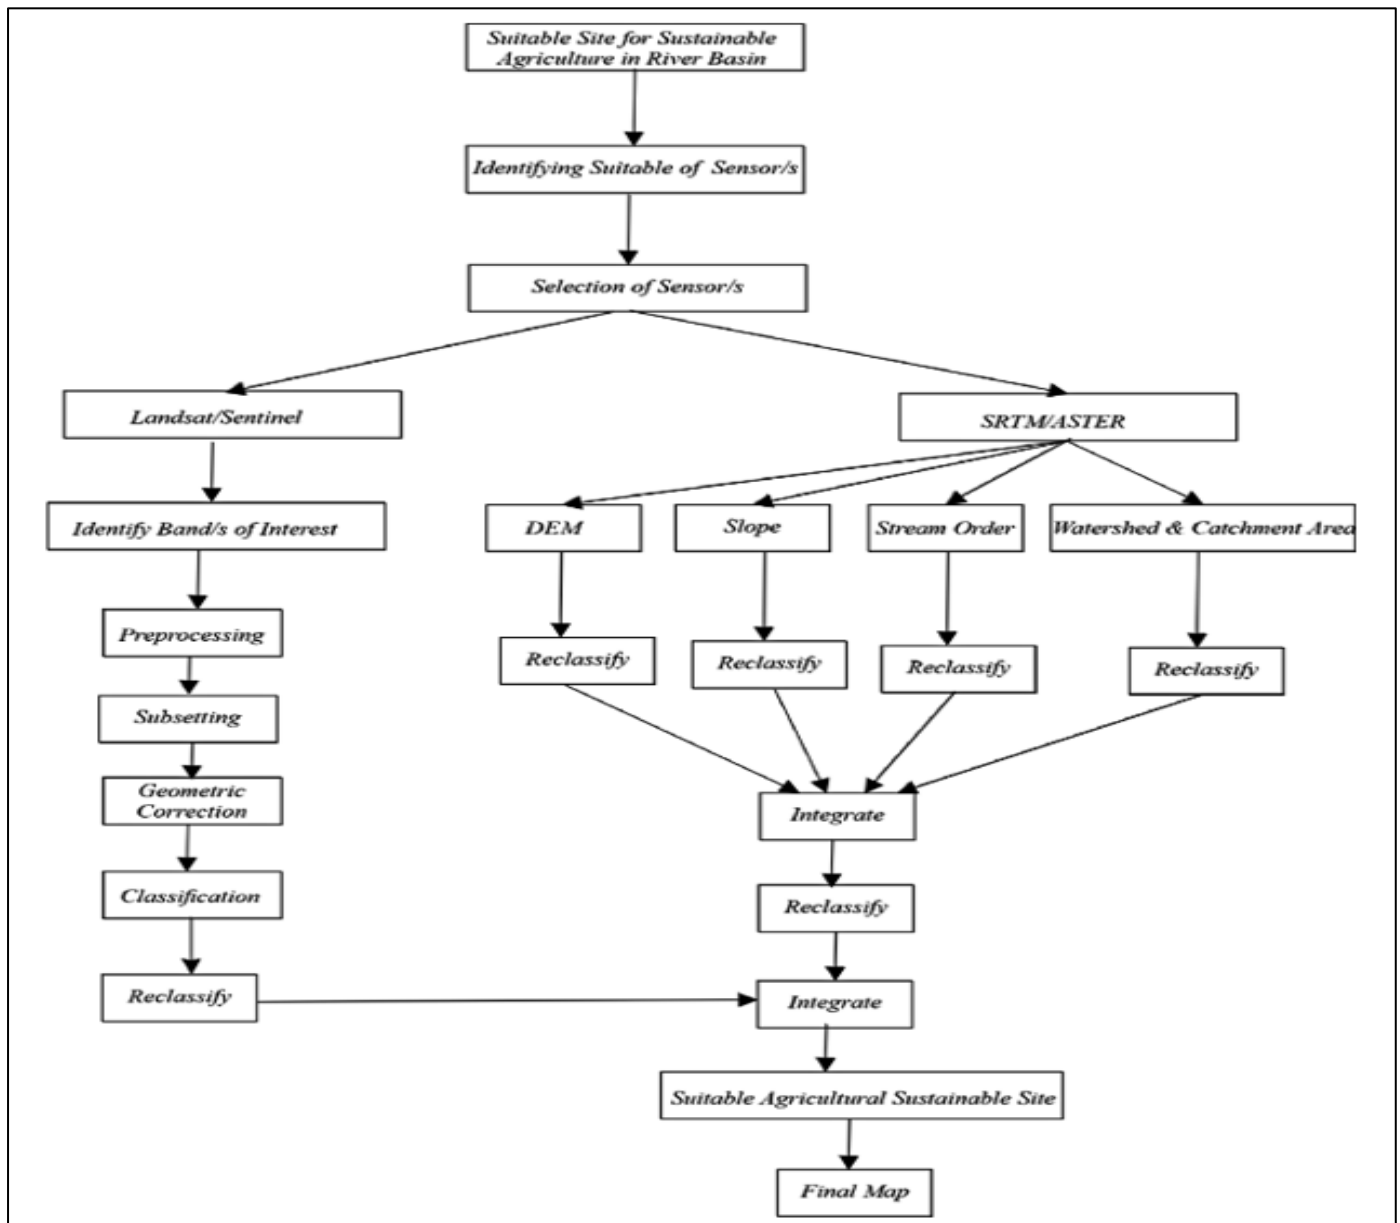 Suitable Site for Sustainable
Agriculture in River Basin
Identifying Suitable of Sensor/s
Selection of Sensor/s
Landsat/Sentinel
SRTM/ASTER
Identify Band/s of Interest
DEM
Slope
Stream Order
Watershed & Catchment Area
Preprocessing
Reclassify
Reclassify
Reclassify
Reclassify
Subsetting
Geometric
Correction
Integrate
Classification
Reclassify
Reclassify
Integrate
Suitable Agricultural Sustainable Site
Final Map